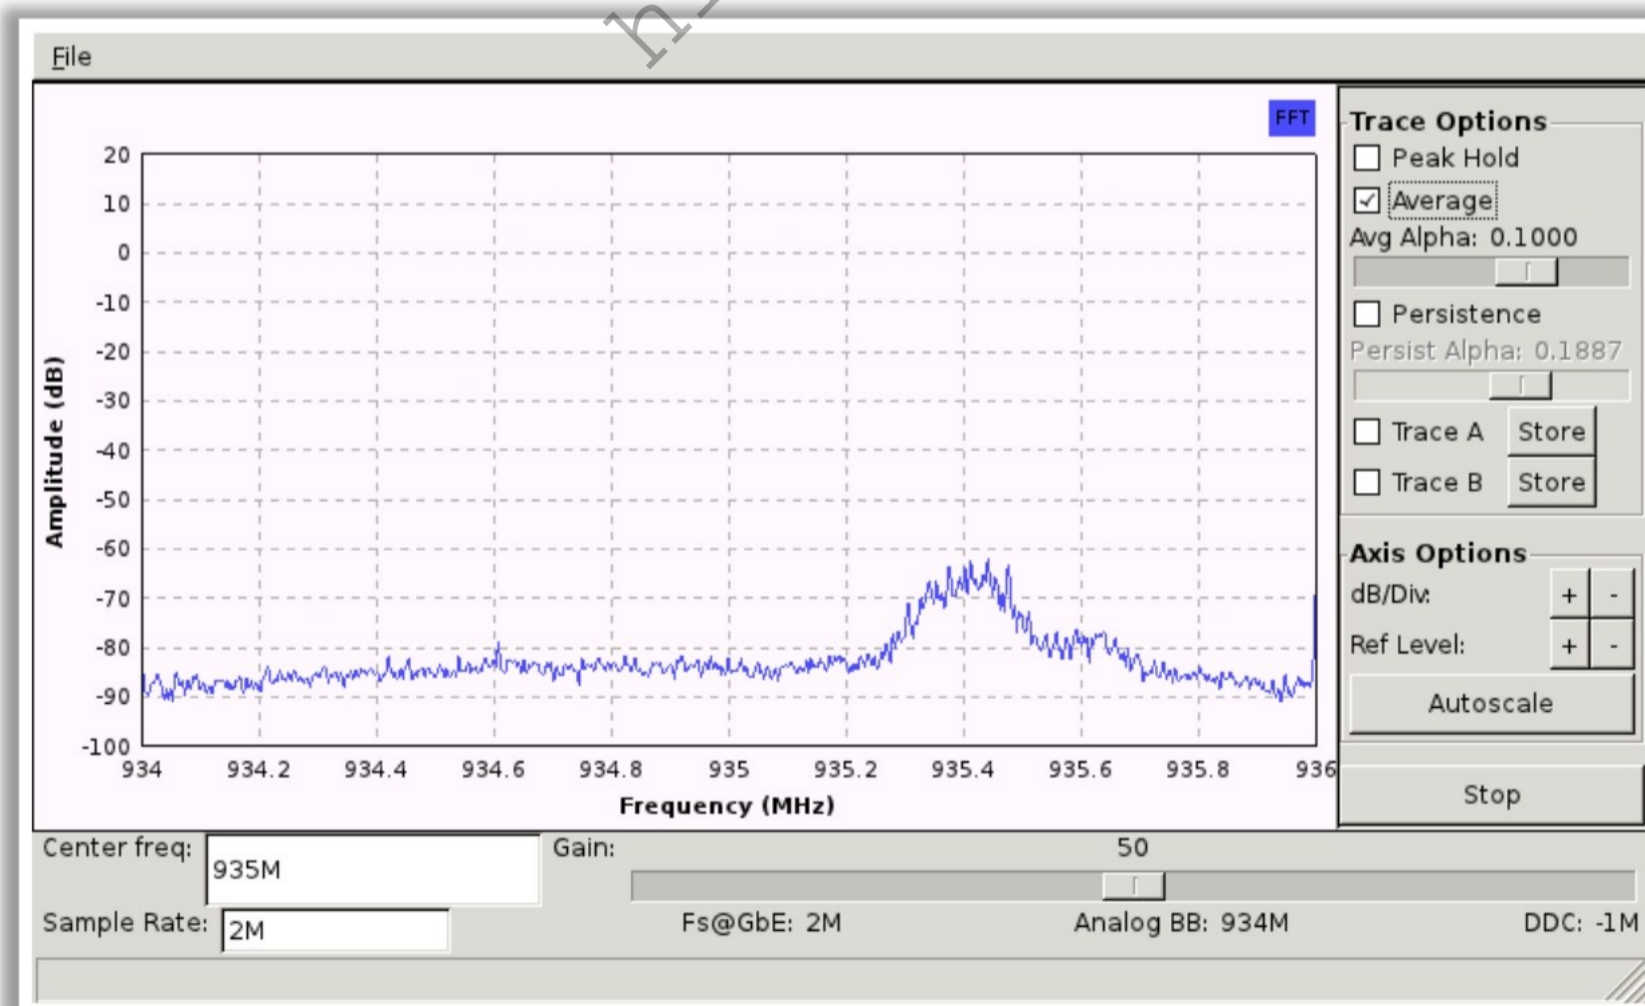 h
File
FFT
20
10
0
-10
-20
-30
-40
-50
-60
-70
-80
-90
-100
Amplitude (dB)
934 934.2 934.4 934.6 934.8 935 935.2 935.4 935.6 935.8 936
Frequency (MHz)
Trace Options
Peak Hold
Average
Avg Alpha: 0.1000
Persistence
Persist Alpha: 0.1887
Trace A Store
Trace B Store
Axis Options
dB/Div: + -
Ref Level: + -
Autoscale
Stop
Center freq: 935M Gain: 50
Sample Rate: 2M Fs@GbE: 2M Analog BB: 934M DDC: -1M